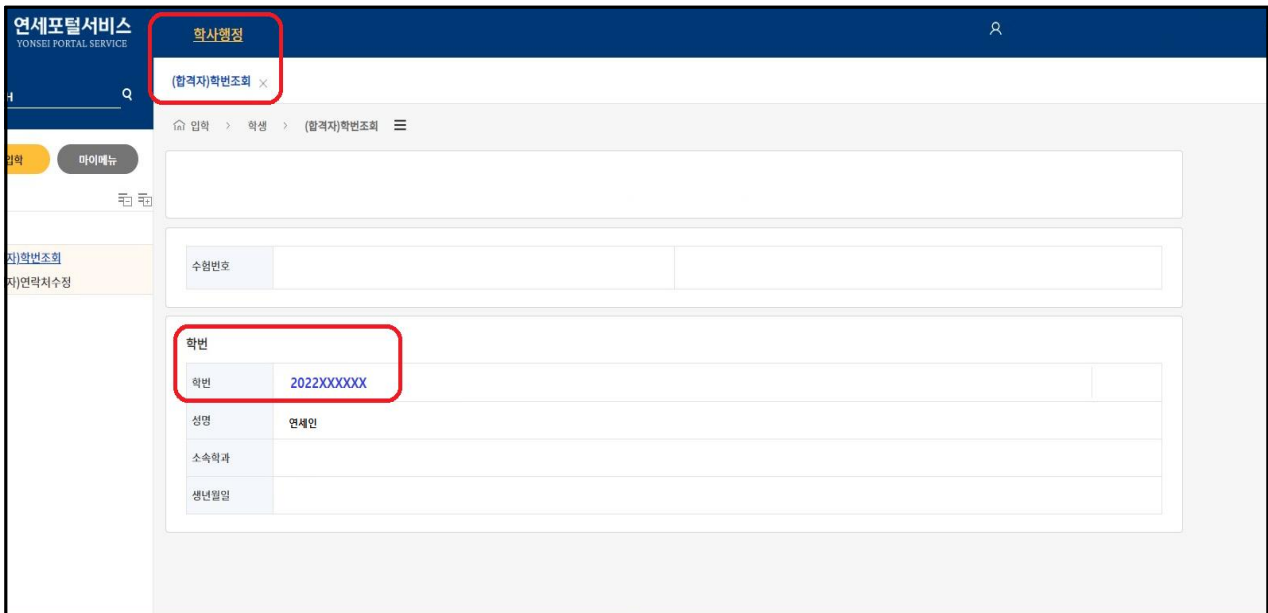 연세포털서비스
YONSEI PORTAL SERVICE
학사행정
(합격자)학번조회
H
입학 > 학생 > (합격자)학번조회
입학
마이메뉴
자)학번조회
자)연락처수정
수험번호
학번
학번 2022XXXXXX
성명 연세인
소속학과
생년월일